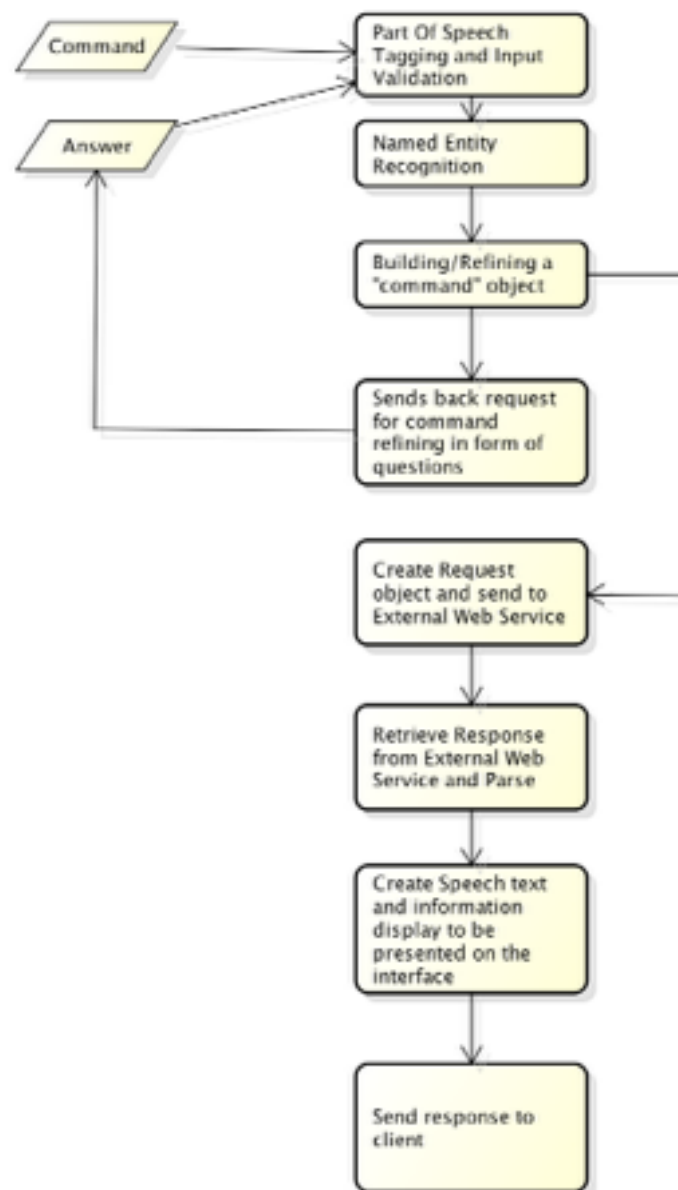 Command
Part Of Speech
Tagging and Input
Validation
Answer
Named Entity
Recognition
Building/Refining a
"command" object
Sends back request
for command
refining in form of
questions
Create Request
object and send to
External Web Service
Retrieve Response
from External Web
Service and Parse
Create Speech text
and information
display to be
presented on the
interface
Send response to
client